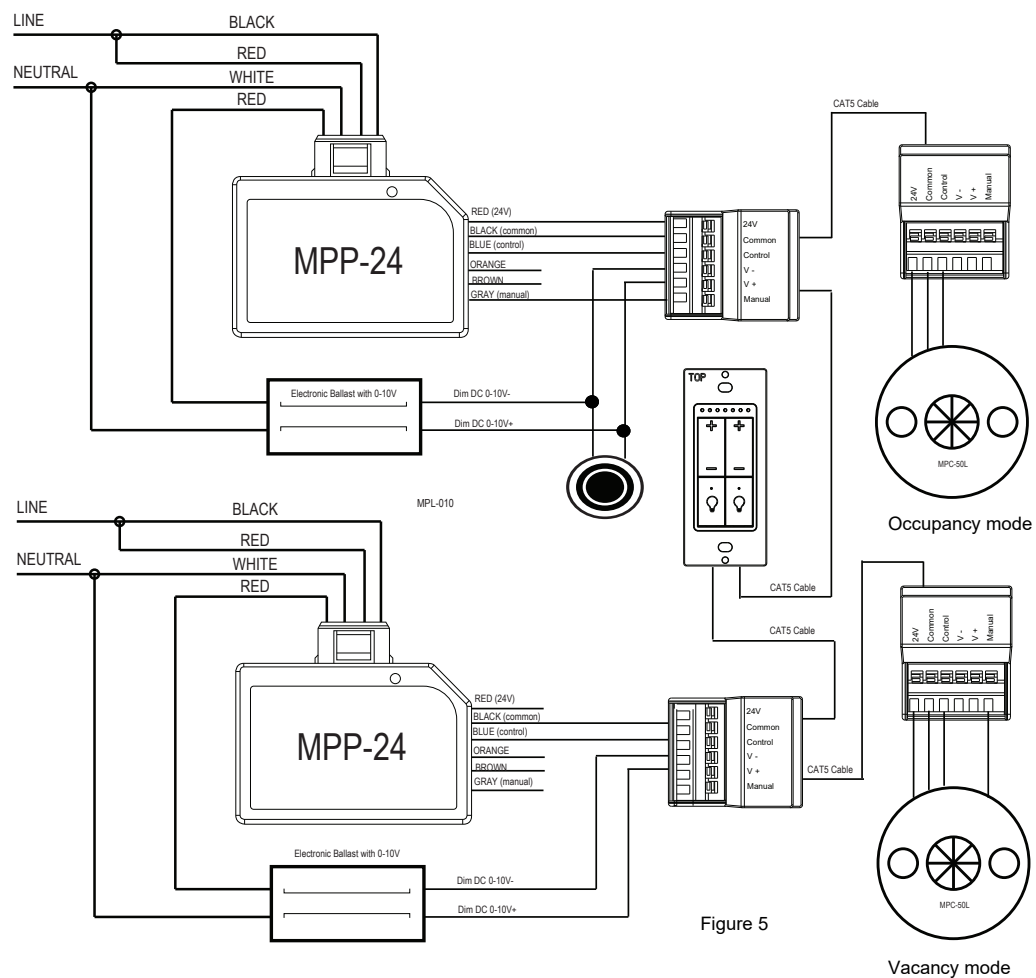 LINE
BLACK
RED
NEUTRAL
WHITE
RED
MPP-24
RED (24V)
BLACK (common)
BLUE (control)
ORANGE
BROWN
GRAY (manual)
24V
Common
Control
V -
V +
Manual
CAT5 Cable
24V
Common
Control
V -
V +
Manual
MPC-50L
Occupancy mode
Electronic Ballast with 0-10V
Dim DC 0-10V-
Dim DC 0-10V+
MPL-010
TOP
CAT5 Cable
CAT5 Cable
LINE
BLACK
RED
NEUTRAL
WHITE
RED
MPP-24
RED (24V)
BLACK (common)
BLUE (control)
ORANGE
BROWN
GRAY (manual)
24V
Common
Control
V -
V +
Manual
CAT5 Cable
24V
Common
Control
V -
V +
Manual
MPC-50L
Vacancy mode
Electronic Ballast with 0-10V
Dim DC 0-10V-
Dim DC 0-10V+
Figure 5